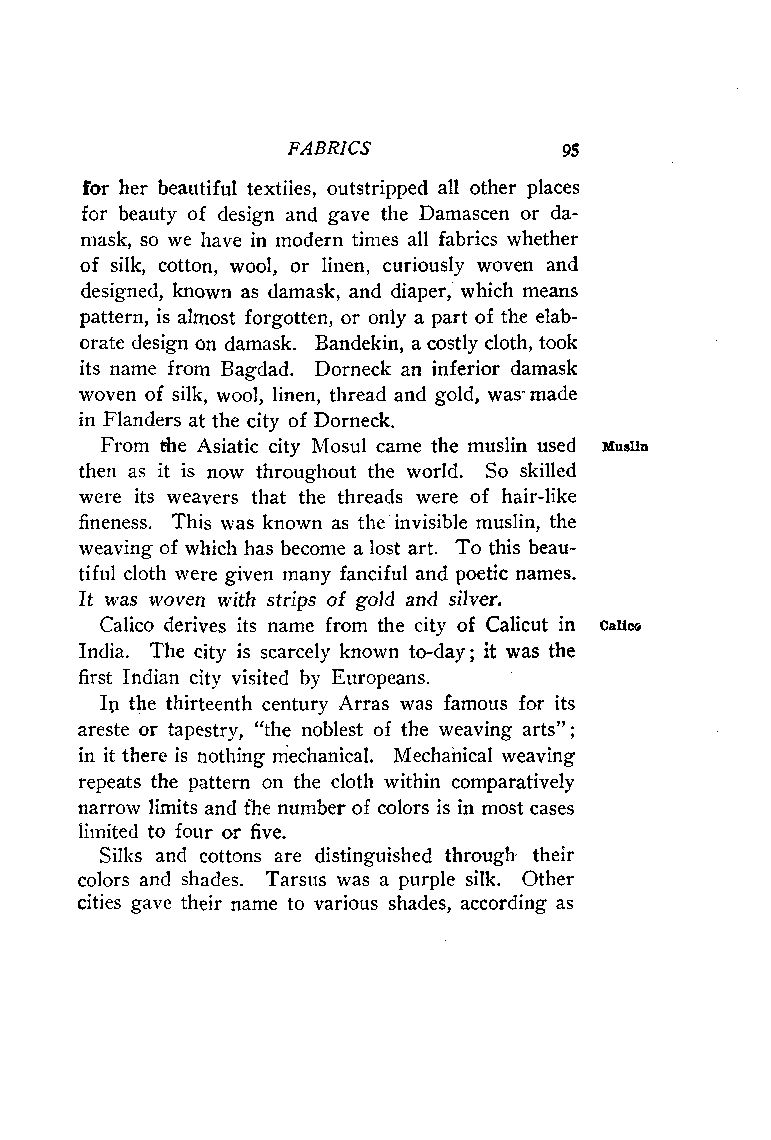 FABRICS 95
for her beautiful textiles, outstripped all other places
for beauty of design and gave the Damascen or da-
mask, so we have in modern times all fabrics whether
of silk, cotton, wool, or linen, curiously woven and
designed, known as damask, and diaper, which means
pattern, is almost forgotten, or only a part of the elab-
orate design on damask. Bandekin, a costly cloth, took
its name from Bagdad. Dorneck an inferior damask
woven of silk, wool, linen, thread and gold, was made
in Flanders at the city of Dorneck.
From the Asiatic city Mosul came the muslin used Muslin
then as it is now throughout the world. So skilled
were its weavers that the threads were of hair-like
fineness. This was known as the invisible muslin, the
weaving of which has become a lost art. To this beau-
tiful cloth were given many fanciful and poetic names.
It was woven with strips of gold and silver.
Calico derives its name from the city of Calicut in Calico
India. The city is scarcely known to-day; it was the
first Indian city visited by Europeans.
In the thirteenth century Arras was famous for its
areste or tapestry, "the noblest of the weaving arts";
in it there is nothing mechanical. Mechanical weaving
repeats the pattern on the cloth within comparatively
narrow limits and the number of colors is in most cases
limited to four or five.
Silks and cottons are distinguished through their
colors and shades. Tarsus was a purple silk. Other
cities gave their name to various shades, according as